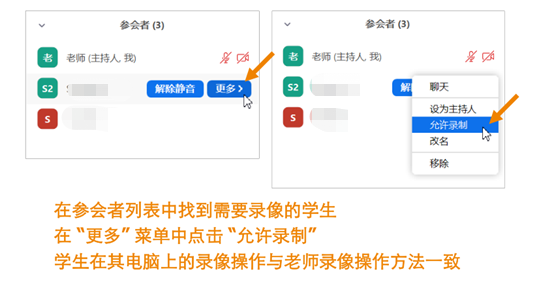 参会者 (3)
老 老师 (主持人, 我)
S2 解除静音 更多 >
S
参会者 (3)
老 老师 (主持人, 我)
S2
S
聊天
设为主持人
允许录制
改名
移除
在参会者列表中找到需要录像的学生
在 “更多” 菜单中点击 “允许录制”
学生在其电脑上的录像操作与老师录像操作方法一致